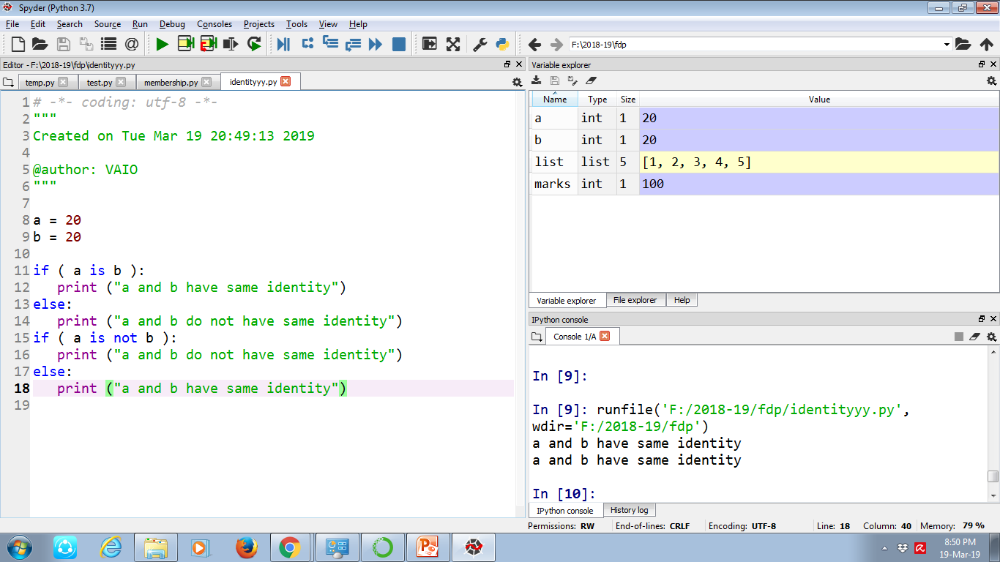 Spyder (Python 3.7)
File Edit Search Source Run Debug Consoles Projects Tools View Help
F:\2018-19\fdp
Editor - F:\2018-19\fdp\identityyy.py
temp.py test.py membership.py identityyy.py
1 # -*- coding: utf-8 -*-
2 """
3 Created on Tue Mar 19 20:49:13 2019
4
5 @author: VAIO
6 """
7
8 a = 20
9 b = 20
10
11 if ( a is b ):
12    print ("a and b have same identity")
13 else:
14    print ("a and b do not have same identity")
15 if ( a is not b ):
16    print ("a and b do not have same identity")
17 else:
18    print ("a and b have same identity")
19
Variable explorer
Name Type Size Value
a int 1 20
b int 1 20
list list 5 [1, 2, 3, 4, 5]
marks int 1 100
Variable explorer File explorer Help
IPython console
Console 1/A
In [9]:
In [9]: runfile('F:/2018-19/fdp/identityyy.py',
wdir='F:/2018-19/fdp')
a and b have same identity
a and b have same identity
In [10]:
IPython console History log
Permissions: RW End-of-lines: CRLF Encoding: UTF-8 Line: 18 Column: 40 Memory: 79 %
8:50 PM
19-Mar-19